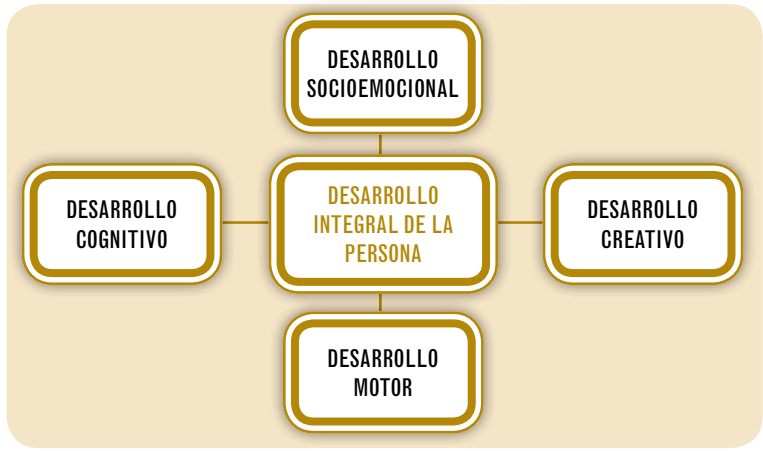 DESARROLLO
SOCIOEMOCIONAL
DESARROLLO
COGNITIVO
DESARROLLO
INTEGRAL DE LA
PERSONA
DESARROLLO
CREATIVO
DESARROLLO
MOTOR